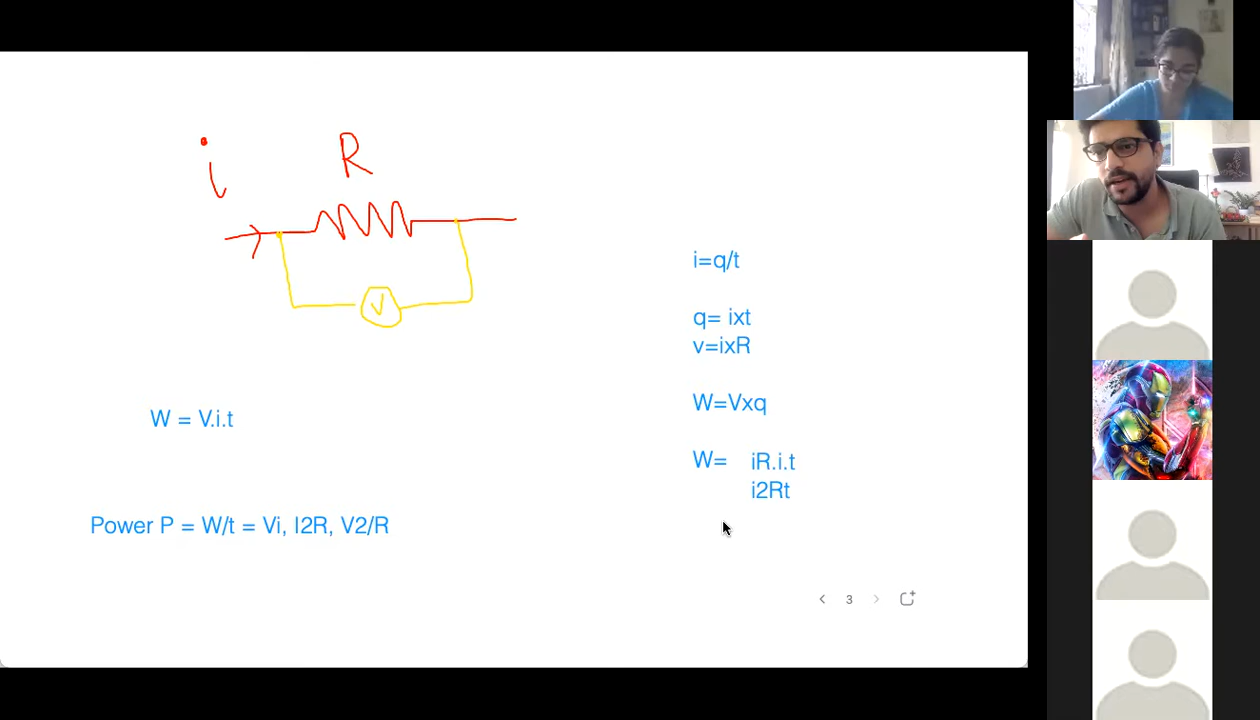 i
R
V
i=q/t
q= ixt
v=ixR
W=Vxq
W = V.i.t
W= iR.i.t
i2Rt
Power P = W/t = Vi, I2R, V2/R
3